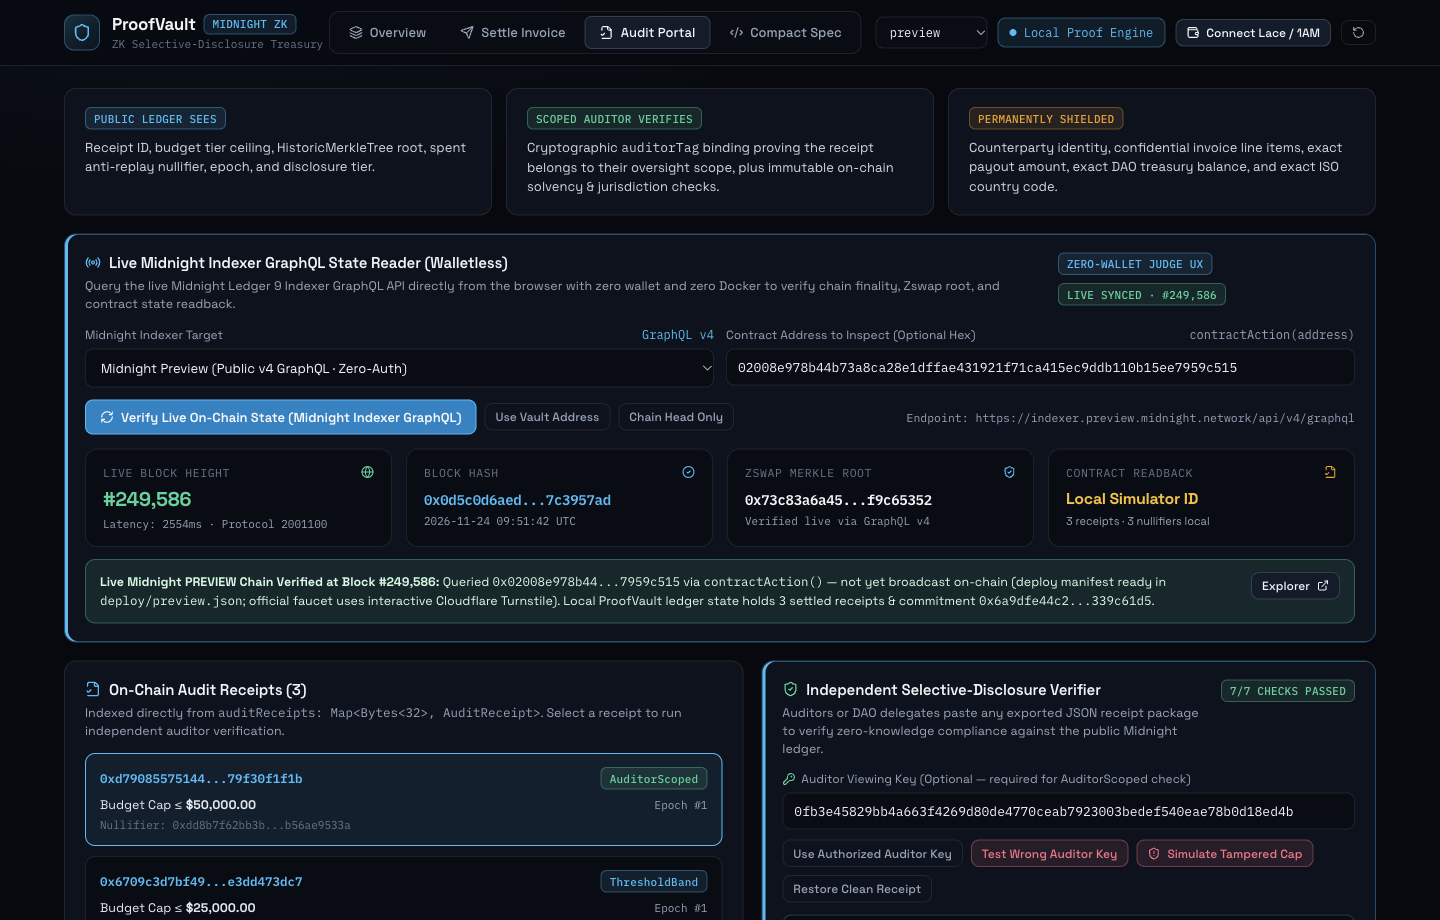 ProofVault MIDNIGHT ZK
ZK Selective-Disclosure Treasury
Overview
Settle Invoice
Audit Portal
Compact Spec
preview
Local Proof Engine
Connect Lace / 1AM
PUBLIC LEDGER SEES
Receipt ID, budget tier ceiling, HistoricMerkleTree root, spent
anti-replay nullifier, epoch, and disclosure tier.
SCOPED AUDITOR VERIFIES
Cryptographic auditorTag binding proving the receipt
belongs to their oversight scope, plus immutable on-chain
solvency & jurisdiction checks.
PERMANENTLY SHIELDED
Counterparty identity, confidential invoice line items, exact
payout amount, exact DAO treasury balance, and exact ISO
country code.
Live Midnight Indexer GraphQL State Reader (Walletless)
Query the live Midnight Ledger 9 Indexer GraphQL API directly from the browser with zero wallet and zero Docker to verify chain finality, Zswap root, and
contract state readback.
ZERO-WALLET JUDGE UX
LIVE SYNCED · #249,586
Midnight Indexer Target
GraphQL v4
Midnight Preview (Public v4 GraphQL · Zero-Auth)
Contract Address to Inspect (Optional Hex)
contractAction(address)
02008e978b44b73a8ca28e1dffae431921f71ca415ec9ddb110b15ee7959c515
Verify Live On-Chain State (Midnight Indexer GraphQL)
Use Vault Address
Chain Head Only
Endpoint: https://indexer.preview.midnight.network/api/v4/graphql
LIVE BLOCK HEIGHT
#249,586
Latency: 2554ms · Protocol 2001100
BLOCK HASH
0x0d5c0d6aed...7c3957ad
2026-11-24 09:51:42 UTC
ZSWAP MERKLE ROOT
0x73c83a6a45...f9c65352
Verified live via GraphQL v4
CONTRACT READBACK
Local Simulator ID
3 receipts · 3 nullifiers local
Live Midnight PREVIEW Chain Verified at Block #249,586: Queried 0x02008e978b44...7959c515 via contractAction() — not yet broadcast on-chain (deploy manifest ready in
deploy/preview.json; official faucet uses interactive Cloudflare Turnstile). Local ProofVault ledger state holds 3 settled receipts & commitment 0x6a9dfe44c2...339c61d5.
Explorer
On-Chain Audit Receipts (3)
Indexed directly from auditReceipts: Map<Bytes<32>, AuditReceipt>. Select a receipt to run
independent auditor verification.
0xd79085575144...79f30f1f1b
AuditorScoped
Budget Cap ≤ $50,000.00
Epoch #1
Nullifier: 0xdd8b7f62bb3b...b56ae9533a
0x6709c3d7bf49...e3dd473dc7
ThresholdBand
Budget Cap ≤ $25,000.00
Epoch #1
Independent Selective-Disclosure Verifier
7/7 CHECKS PASSED
Auditors or DAO delegates paste any exported JSON receipt package
to verify zero-knowledge compliance against the public Midnight
ledger.
Auditor Viewing Key (Optional — required for AuditorScoped check)
0fb3e45829bb4a663f4269d80de4770ceab7923003bedef540eae78b0d18ed4b
Use Authorized Auditor Key
Test Wrong Auditor Key
Simulate Tampered Cap
Restore Clean Receipt